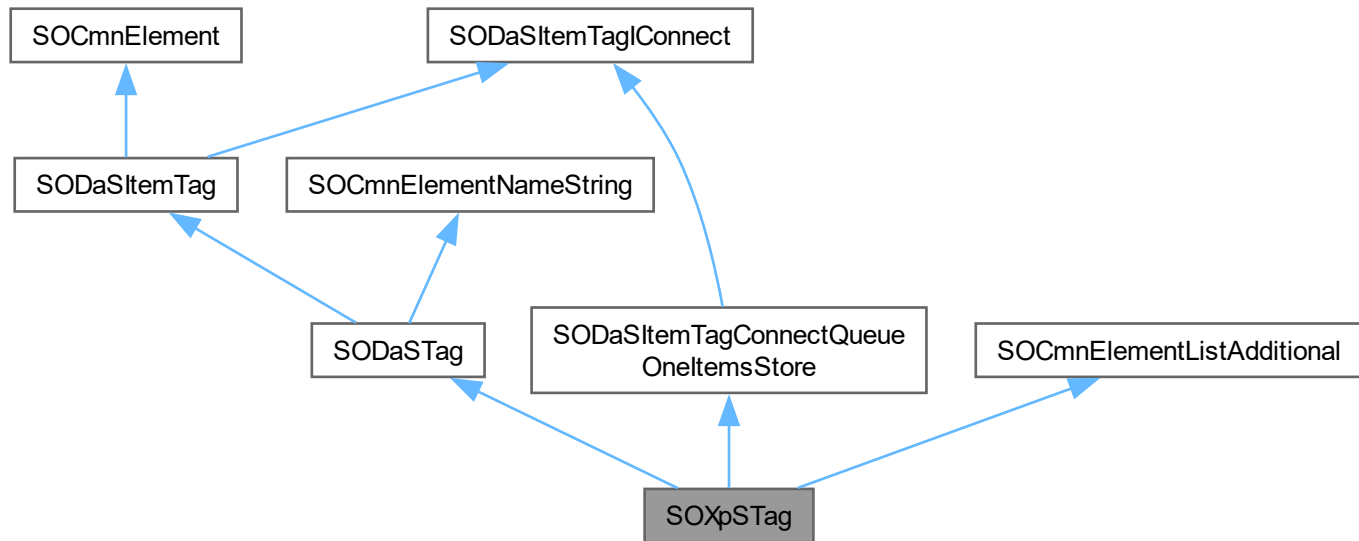 SOCmnElement
SODaSItemTagIConnect
SODaSItemTag
SOCmnElementNameString
SODaSTag
SODaSItemTagConnectQueue
OneItemsStore
SOCmnElementListAdditional
SOXpSTag